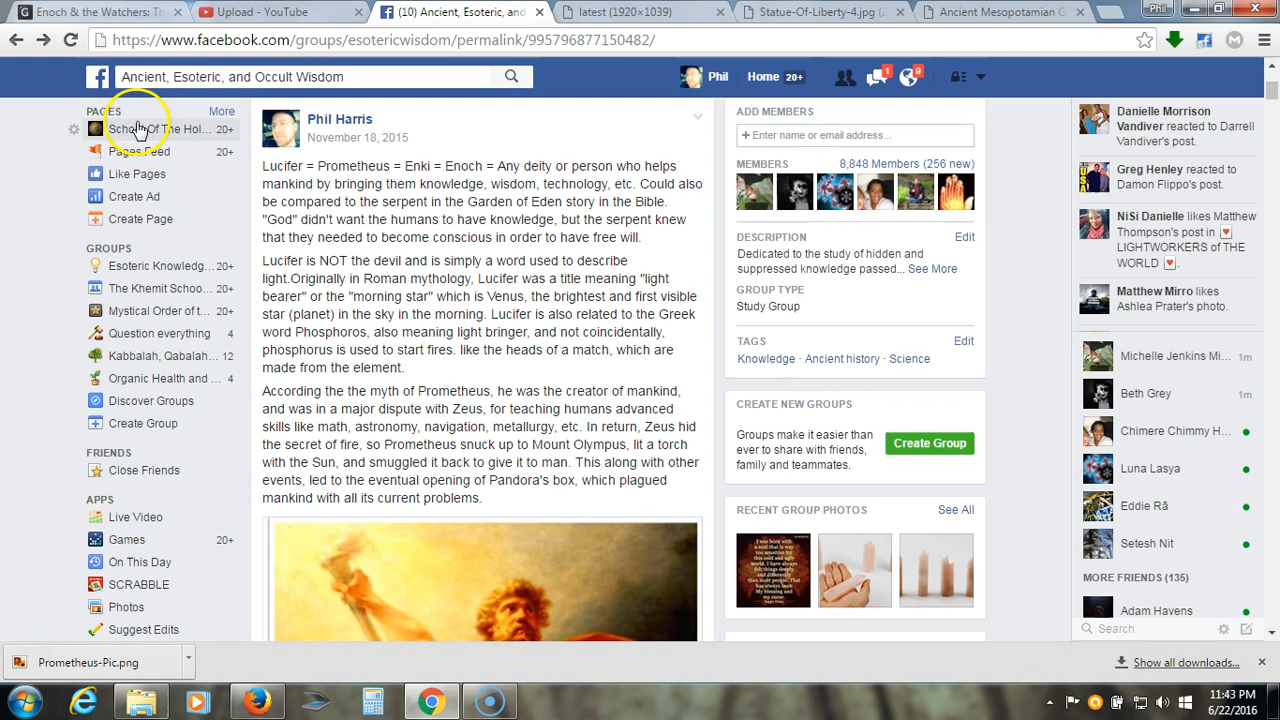 Enoch & the Watchers: Th
Upload - YouTube
(10) Ancient, Esoteric, and
latest (1920×1039)
Statue-Of-Liberty-4.jpg (2
Ancient Mesopotamian G
Phil
https://www.facebook.com/groups/esotericwisdom/permalink/995796877150482/
Ancient, Esoteric, and Occult Wisdom
Phil
Home 20+
1
9
PAGES
More
School Of The Hol... 20+
Pages Feed 20+
Like Pages
Create Ad
Create Page
GROUPS
Esoteric Knowledg... 20+
The Khemit Schoo... 20+
Mystical Order of t... 20+
Question everything 4
Kabbalah, Qabalah... 12
Organic Health and ... 4
Discover Groups
Create Group
FRIENDS
Close Friends
APPS
Live Video
Games 20+
On This Day
SCRABBLE
Photos
Suggest Edits
Phil Harris
November 18, 2015
Lucifer = Prometheus = Enki = Enoch = Any deity or person who helps
mankind by bringing them knowledge, wisdom, technology, etc. Could also
be compared to the serpent in the Garden of Eden story in the Bible.
"God" didn't want the humans to have knowledge, but the serpent knew
that they needed to become conscious in order to have free will.
Lucifer is NOT the devil and is simply a word used to describe
light.Originally in Roman mythology, Lucifer was a title meaning "light
bearer" or the "morning star" which is Venus, the brightest and first visible
star (planet) in the sky in the morning. Lucifer is also related to the Greek
word Phosphoros, also meaning light bringer, and not coincidentally,
phosphorus is used to start fires. like the heads of a match, which are
made from the element.
According the the myth of Prometheus, he was the creator of mankind,
and was in a major dispute with Zeus, for teaching humans advanced
skills like math, astronomy, navigation, metallurgy, etc. In return, Zeus hid
the secret of fire, so Prometheus snuck up to Mount Olympus, lit a torch
with the Sun, and smuggled it back to give it to man. This along with other
events, led to the eventual opening of Pandora's box, which plagued
mankind with all its current problems.
ADD MEMBERS
+ Enter name or email address...
MEMBERS
8,848 Members (256 new)
DESCRIPTION
Edit
Dedicated to the study of hidden and
suppressed knowledge passed... See More
GROUP TYPE
Study Group
TAGS
Edit
Knowledge · Ancient history · Science
CREATE NEW GROUPS
Groups make it easier than
ever to share with friends,
family and teammates.
Create Group
RECENT GROUP PHOTOS
See All
Danielle Morrison
Vandiver reacted to Darrell
Vandiver's post.
Greg Henley reacted to
Damon Flippo's post.
NiSi Danielle likes Matthew
Thompson's post in
LIGHTWORKERS of THE
WORLD
Matthew Mirro likes
Ashlea Prater's photo.
Michelle Jenkins Mi... 1m
Beth Grey 1m
Chimere Chimmy H...
Luna Lasya
Eddie Rā
Setesh Nit
MORE FRIENDS (135)
Adam Havens
Search
Prometheus-Pic.png
Show all downloads...
11:43 PM
6/22/2016